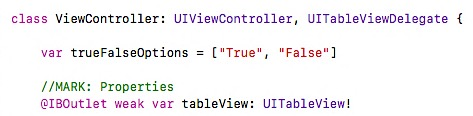 class ViewController: UIViewController, UITableViewDelegate {
var trueFalseOptions = ["True", "False"]
//MARK: Properties
@IBOutlet weak var tableView: UITableView!